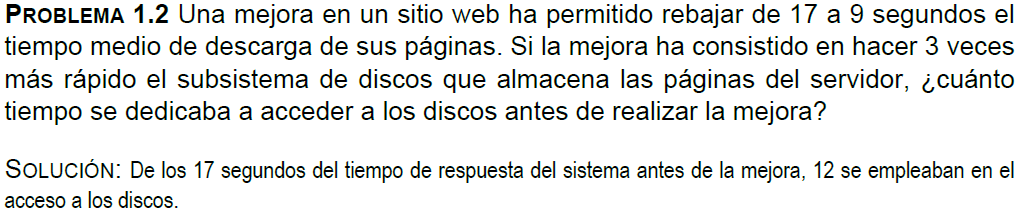 PROBLEMA 1.2 Una mejora en un sitio web ha permitido rebajar de 17 a 9 segundos el
tiempo medio de descarga de sus páginas. Si la mejora ha consistido en hacer 3 veces
más rápido el subsistema de discos que almacena las páginas del servidor, ¿cuánto
tiempo se dedicaba a acceder a los discos antes de realizar la mejora?
SOLUCIÓN: De los 17 segundos del tiempo de respuesta del sistema antes de la mejora, 12 se empleaban en el
acceso a los discos.